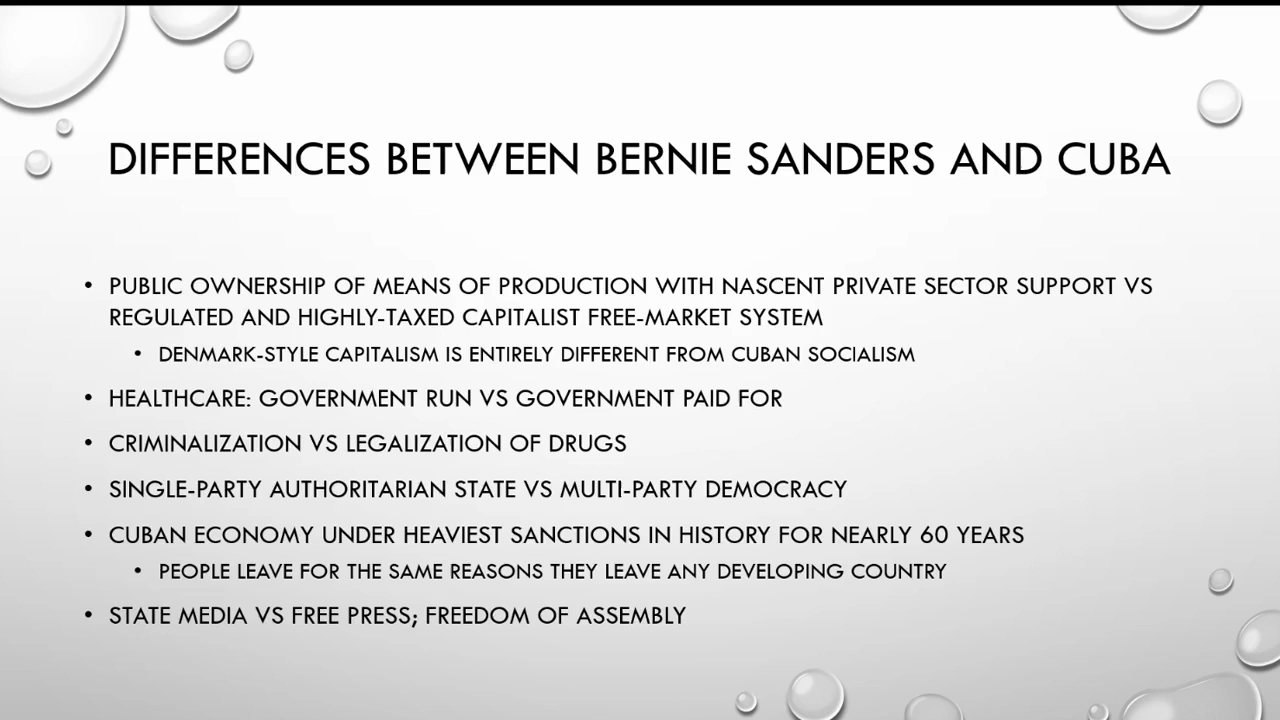 DIFFERENCES BETWEEN BERNIE SANDERS AND CUBA
• PUBLIC OWNERSHIP OF MEANS OF PRODUCTION WITH NASCENT PRIVATE SECTOR SUPPORT VS
REGULATED AND HIGHLY-TAXED CAPITALIST FREE-MARKET SYSTEM
• DENMARK-STYLE CAPITALISM IS ENTIRELY DIFFERENT FROM CUBAN SOCIALISM
• HEALTHCARE: GOVERNMENT RUN VS GOVERNMENT PAID FOR
• CRIMINALIZATION VS LEGALIZATION OF DRUGS
• SINGLE-PARTY AUTHORITARIAN STATE VS MULTI-PARTY DEMOCRACY
• CUBAN ECONOMY UNDER HEAVIEST SANCTIONS IN HISTORY FOR NEARLY 60 YEARS
• PEOPLE LEAVE FOR THE SAME REASONS THEY LEAVE ANY DEVELOPING COUNTRY
• STATE MEDIA VS FREE PRESS; FREEDOM OF ASSEMBLY